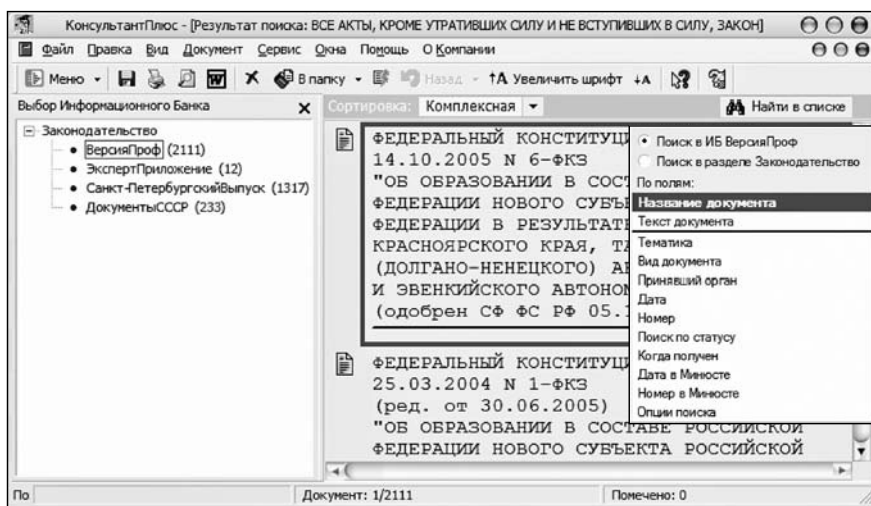 КонсультантПлюс - [Результат поиска: ВСЕ АКТЫ, КРОМЕ УТРАТИВШИХ СИЛУ И НЕ ВСТУПИВШИХ В СИЛУ, ЗАКОН]
Файл Правка Вид Документ Сервис Окна Помощь О Компании
Меню В папку Назад А Увеличить шрифт А
Выбор Информационного Банка
Законодательство
ВерсияПроф (2111)
ЭкспертПриложение (12)
Санкт-ПетербургскийВыпуск (1317)
ДокументыСССР (233)
Сортировка: Комплексная Найти в списке
ФЕДЕРАЛЬНЫЙ КОНСТИТУЦИ
14.10.2005 N 6-ФКЗ
"ОБ ОБРАЗОВАНИИ В СОСТ
ФЕДЕРАЦИИ НОВОГО СУБЪЕ
ФЕДЕРАЦИИ В РЕЗУЛЬТАТЕ
КРАСНОЯРСКОГО КРАЯ, ТА
(ДОЛГАНО-НЕНЕЦКОГО) А
И ЭВЕНКИЙСКОГО АВТОНОМ
(одобрен СФ ФС РФ 05.1
ФЕДЕРАЛЬНЫЙ КОНСТИТУЦИ
25.03.2004 N 1-ФКЗ
(ред. от 30.06.2005)
"ОБ ОБРАЗОВАНИИ В СОСТАВЕ РОССИЙСКОЙ
ФЕДЕРАЦИИ НОВОГО СУБЪЕКТА РОССИЙСКОЙ
Поиск в ИБ ВерсияПроф
Поиск в разделе Законодательство
По полям:
Название документа
Текст документа
Тематика
Вид документа
Принявший орган
Дата
Номер
Поиск по статусу
Когда получен
Дата в Минюсте
Номер в Минюсте
Опции поиска
По Документ: 1/2111 Помечено: 0